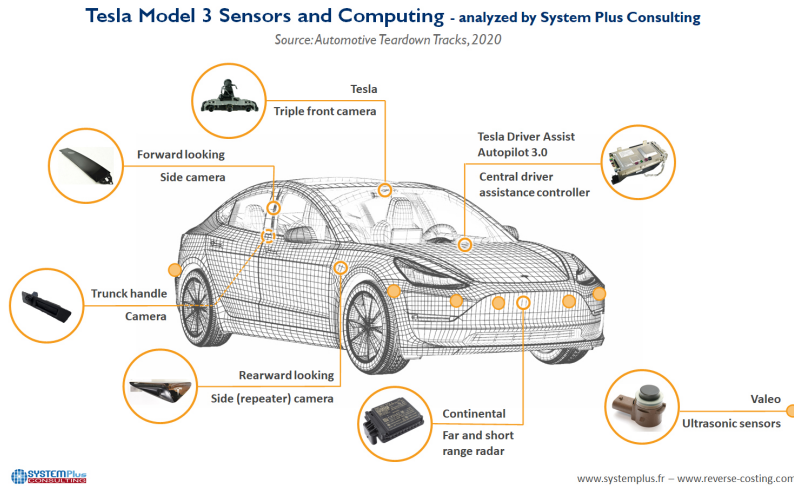 Tesla Model 3 Sensors and Computing - analyzed by System Plus Consulting
Source: Automotive Teardown Tracks, 2020
Tesla
Triple front camera
Forward looking
Side camera
Tesla Driver Assist
Autopilot 3.0
Central driver
assistance controller
Trunck handle
Camera
Rearward looking
Side (repeater) camera
Continental
Far and short
range radar
Valeo
Ultrasonic sensors
SYSTEMPlus
CONSULTING
www.systemplus.fr – www.reverse-costing.com